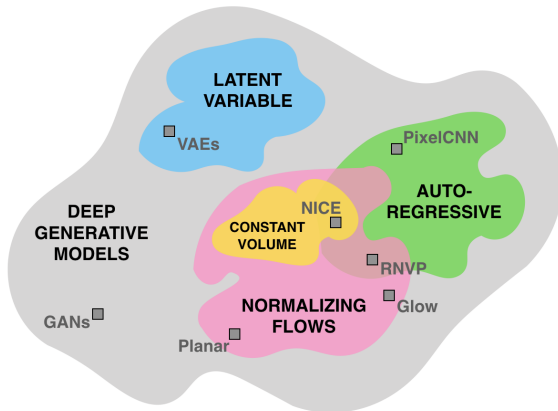 LATENT
VARIABLE
VAEs
PixelCNN
AUTO-
REGRESSIVE
NICE
CONSTANT
VOLUME
DEEP
GENERATIVE
MODELS
RNVP
Glow
NORMALIZING
FLOWS
GANs
Planar